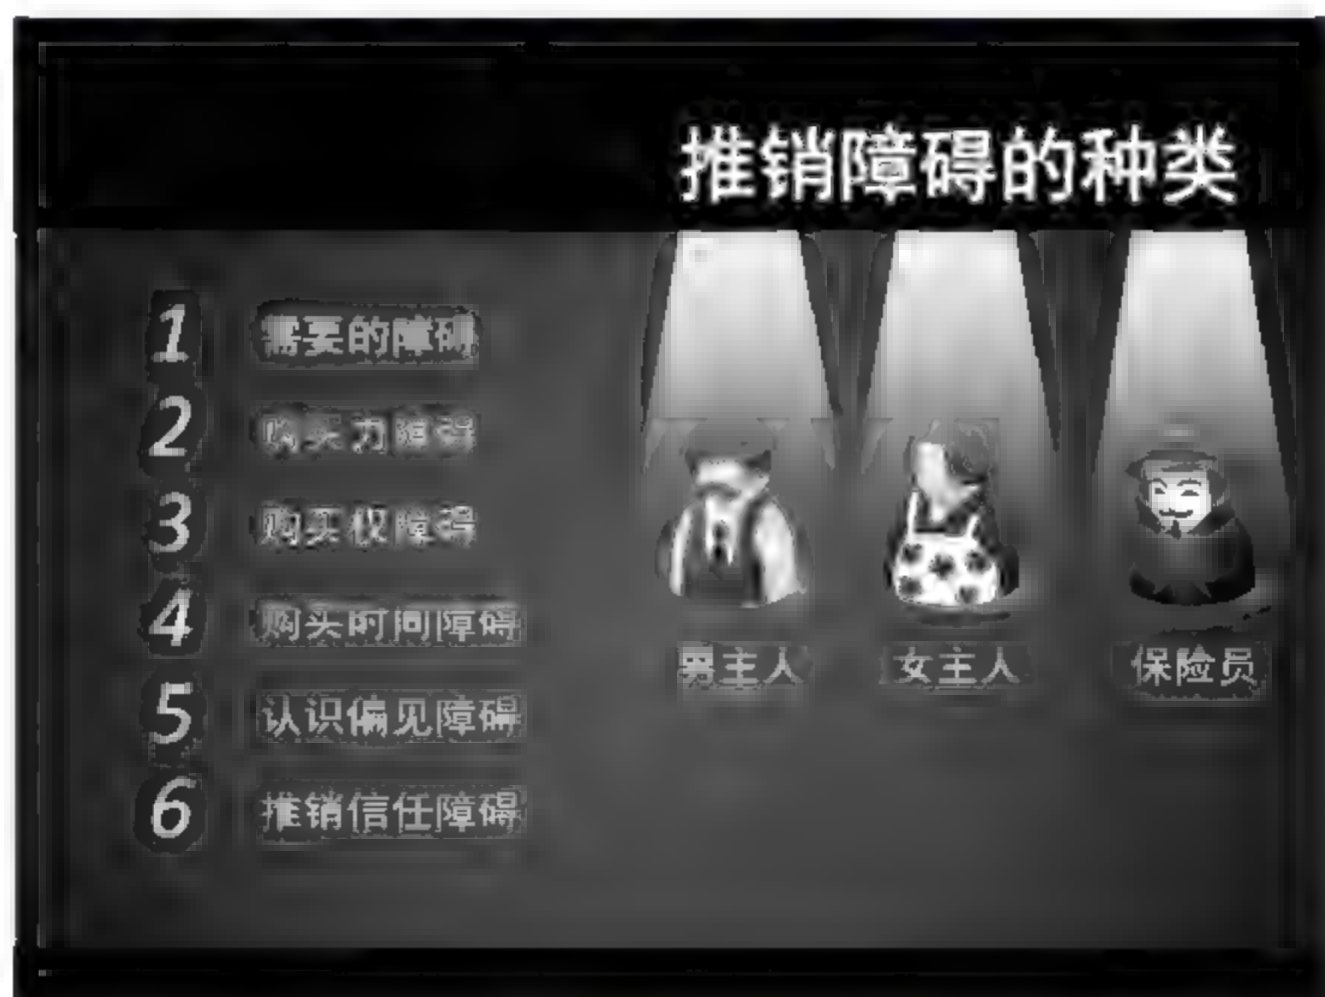 推销障碍的种类
1 需要的障碍
2 购买力障碍
3 购买权障碍
4 购买时间障碍
5 认识偏见障碍
6 推销信任障碍
男主人 女主人 保险员